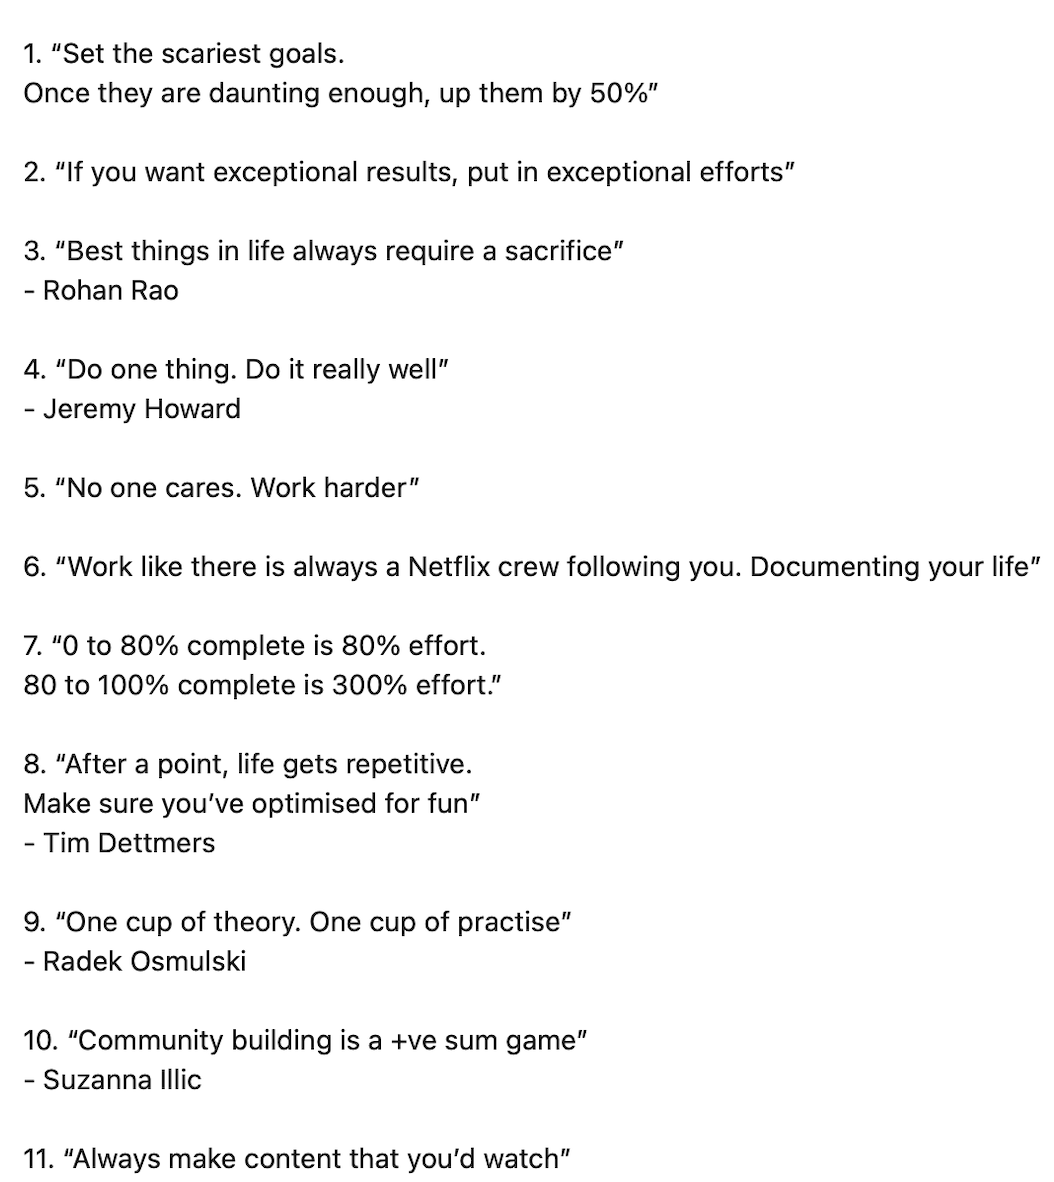 1. “Set the scariest goals.
Once they are daunting enough, up them by 50%”
2. “If you want exceptional results, put in exceptional efforts”
3. “Best things in life always require a sacrifice”
- Rohan Rao
4. “Do one thing. Do it really well”
- Jeremy Howard
5. “No one cares. Work harder”
6. “Work like there is always a Netflix crew following you. Documenting your life”
7. “0 to 80% complete is 80% effort.
80 to 100% complete is 300% effort.”
8. “After a point, life gets repetitive.
Make sure you’ve optimised for fun”
- Tim Dettmers
9. “One cup of theory. One cup of practise”
- Radek Osmulski
10. “Community building is a +ve sum game”
- Suzanna Illic
11. “Always make content that you’d watch”